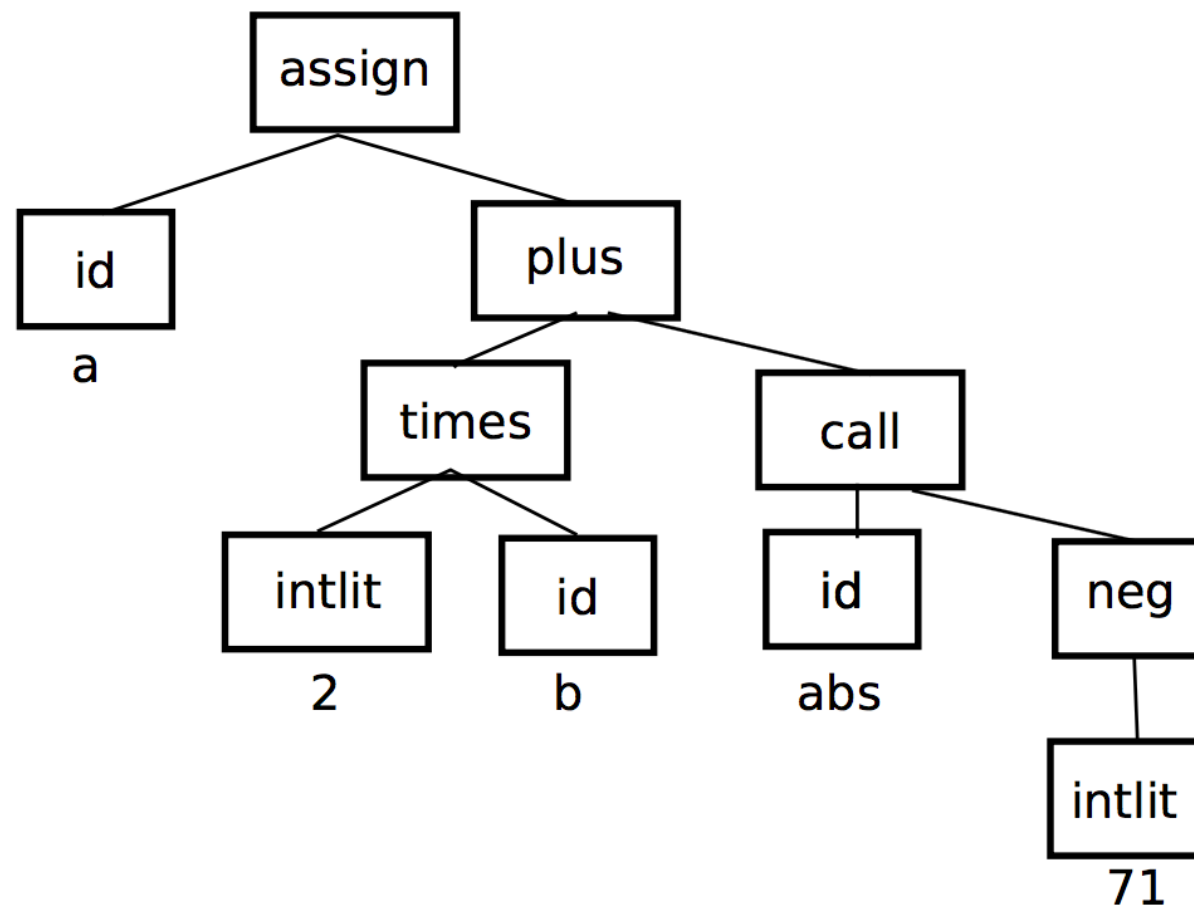 assign
id
plus
a
times
call
intlit
id
id
neg
2
b
abs
intlit
71